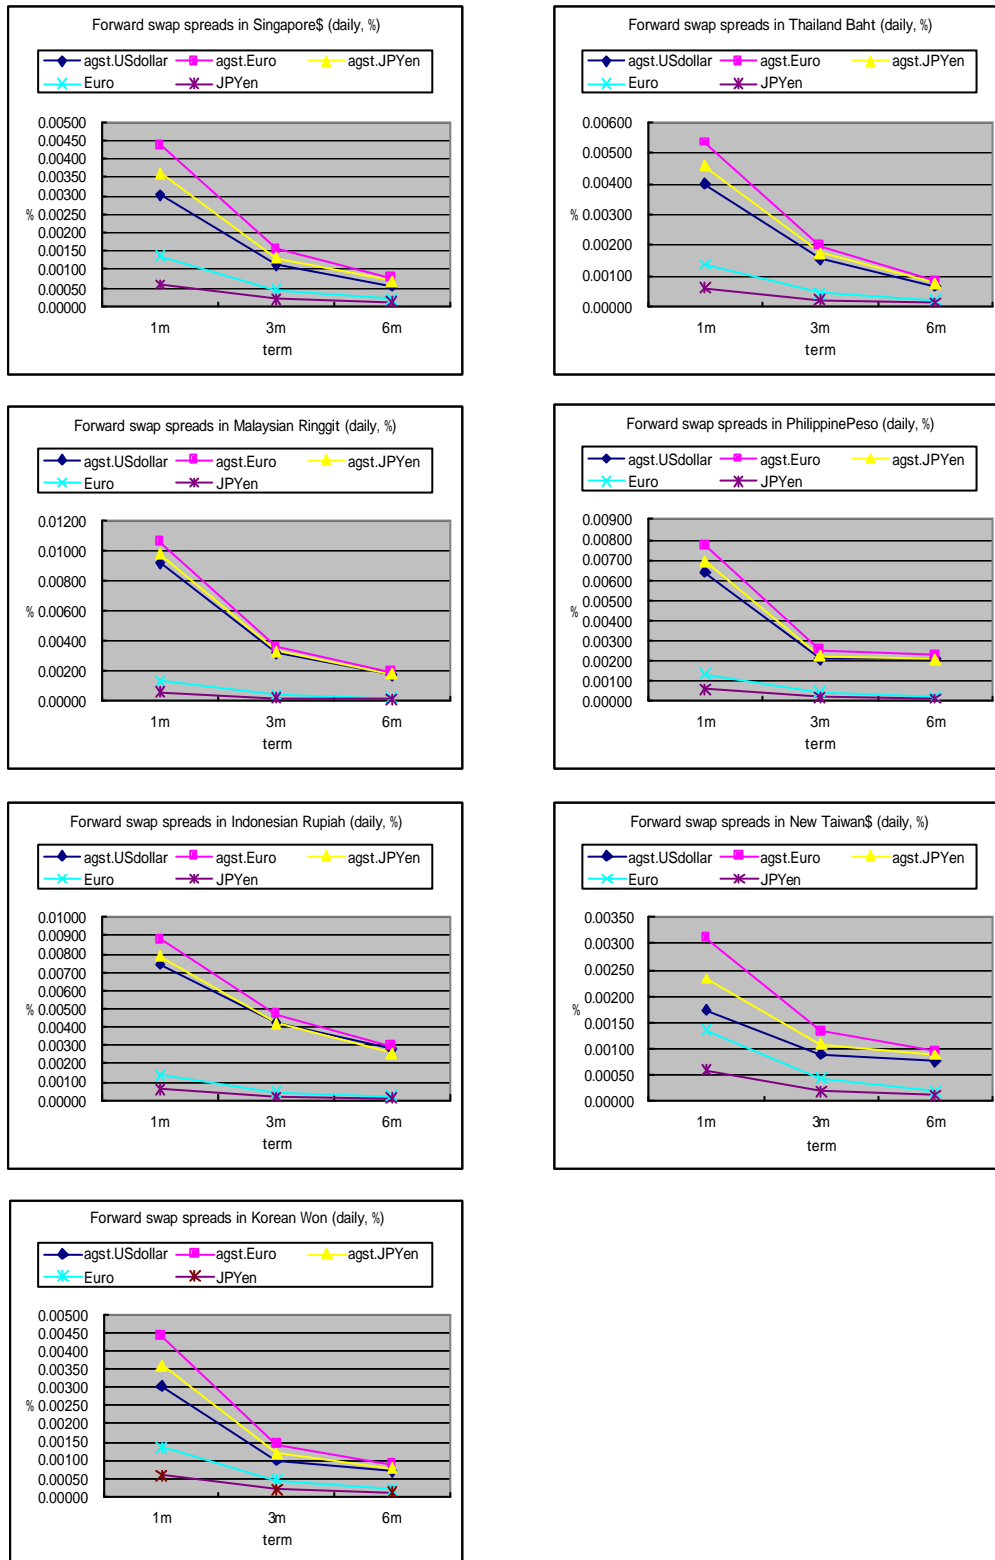 Forward swap spreads in Singapore$ (daily, %)
agst.USdollar agst.Euro agst.JPYen
Euro JPYen
0.00500
0.00450
0.00400
0.00350
0.00300
% 0.00250
0.00200
0.00150
0.00100
0.00050
0.00000
1m 3m 6m
term
Forward swap spreads in Thailand Baht (daily, %)
agst.USdollar agst.Euro agst.JPYen
Euro JPYen
0.00600
0.00500
0.00400
% 0.00300
0.00200
0.00100
0.00000
1m 3m 6m
term
Forward swap spreads in Malaysian Ringgit (daily, %)
agst.USdollar agst.Euro agst.JPYen
Euro JPYen
0.01200
0.01000
0.00800
% 0.00600
0.00400
0.00200
0.00000
1m 3m 6m
term
Forward swap spreads in PhilippinePeso (daily, %)
agst.USdollar agst.Euro agst.JPYen
Euro JPYen
0.00900
0.00800
0.00700
0.00600
0.00500
%
0.00400
0.00300
0.00200
0.00100
0.00000
1m 3m 6m
term
Forward swap spreads in Indonesian Rupiah (daily, %)
agst.USdollar agst.Euro agst.JPYen
Euro JPYen
0.01000
0.00900
0.00800
0.00700
0.00600
% 0.00500
0.00400
0.00300
0.00200
0.00100
0.00000
1m 3m 6m
term
Forward swap spreads in New Taiwan$ (daily, %)
agst.USdollar agst.Euro agst.JPYen
Euro JPYen
0.00350
0.00300
0.00250
0.00200
%
0.00150
0.00100
0.00050
0.00000
1m 3m 6m
term
Forward swap spreads in Korean Won (daily, %)
agst.USdollar agst.Euro agst.JPYen
Euro JPYen
0.00500
0.00450
0.00400
0.00350
0.00300
% 0.00250
0.00200
0.00150
0.00100
0.00050
0.00000
1m 3m 6m
term